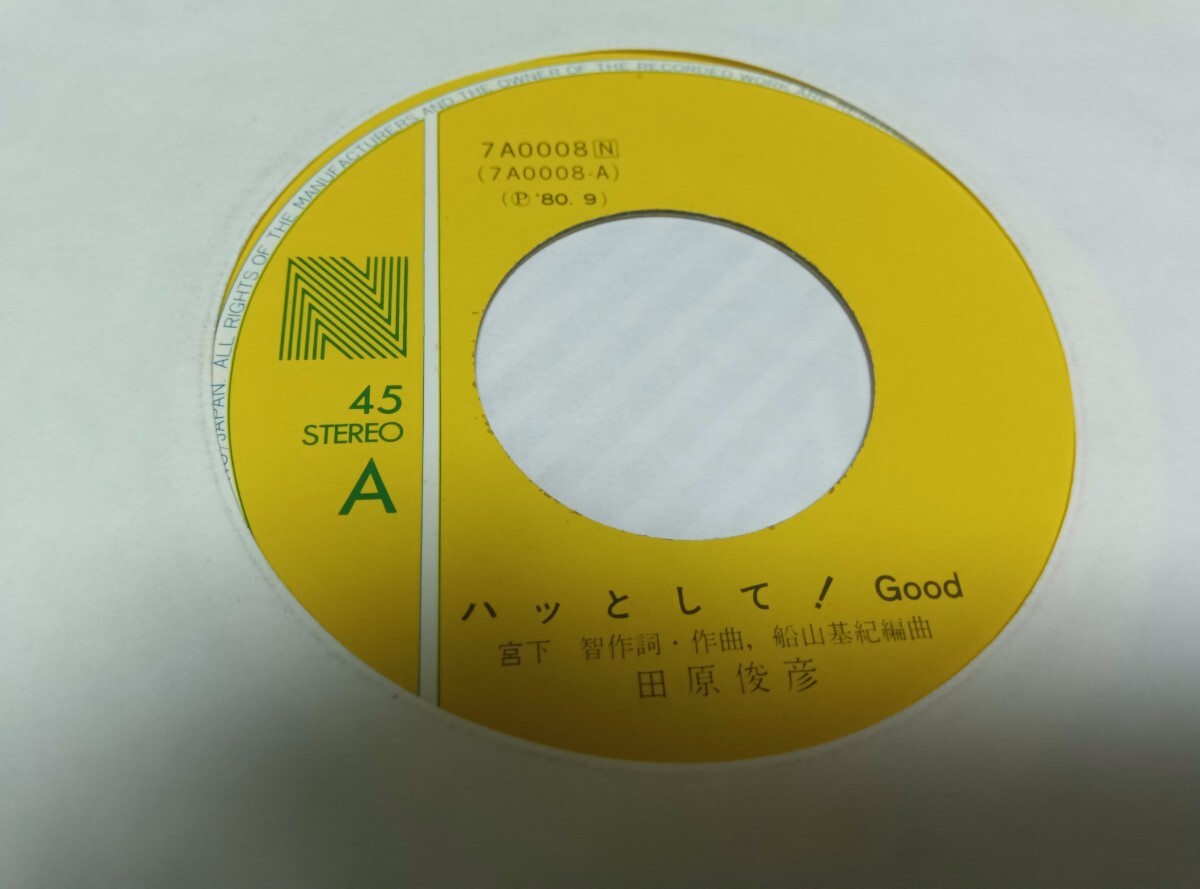 /JAPAN. ALL RIGHTS OF THE MANUFACTURERS AND THE OWNER OF THE RECORDED WORK ARE
7A0008 N
(7A0008-A)
(Ⓟ '80. 9)
N
45
STEREO
A
ハッとして! Good
宮下 智作詞・作曲, 船山基紀編曲
田原俊彦